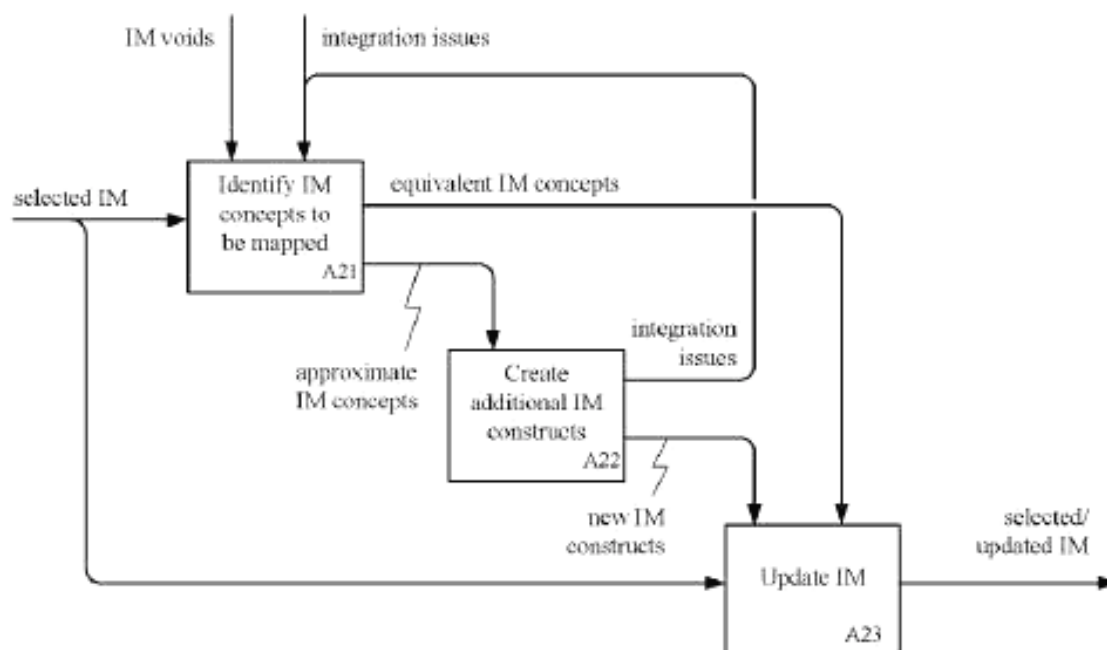 IM voids
integration issues
selected IM
Identify IM
concepts to
be mapped
A21
equivalent IM concepts
approximate
IM concepts
integration
issues
Create
additional IM
constructs
A22
new IM
constructs
selected/
updated IM
Update IM
A23